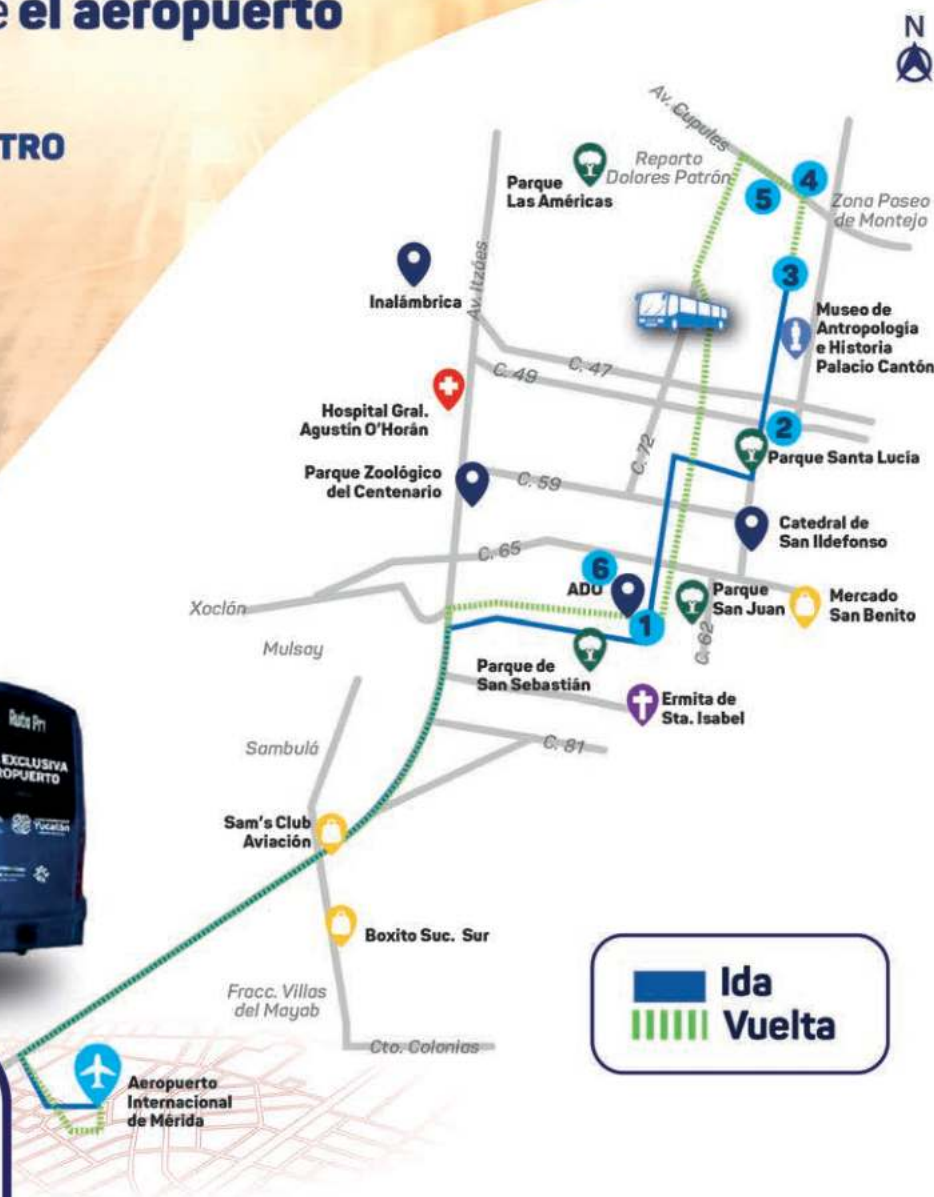 e el aeropuerto
TRO
N
Av. Cupules
Reparto
Dolores Patrón
Parque
Las Américas
5
4
Zona Paseo
de Montejo
3
Inalámbrica
Av. Itzáes
Museo de
Antropología
e Historia
Palacio Cantón
C. 47
C. 49
Hospital Gral.
Agustín O'Horán
2
Parque Santa Lucía
C. 72
Parque Zoológico
del Centenario
C. 59
Catedral de
San Ildefonso
C. 65
6
ADO
Parque
San Juan
Mercado
San Benito
Xoclán
1
C. 62
Mulsay
Parque de
San Sebastián
Ermita de
Sta. Isabel
C. 81
Sambulá
Ruta
EXCLUSIVA
ROPUERTO
Yucatán
Sam's Club
Aviación
Boxito Suc. Sur
Fracc. Villas
del Mayab
Cto. Colonias
Ida
Vuelta
Aeropuerto
Internacional
de Mérida